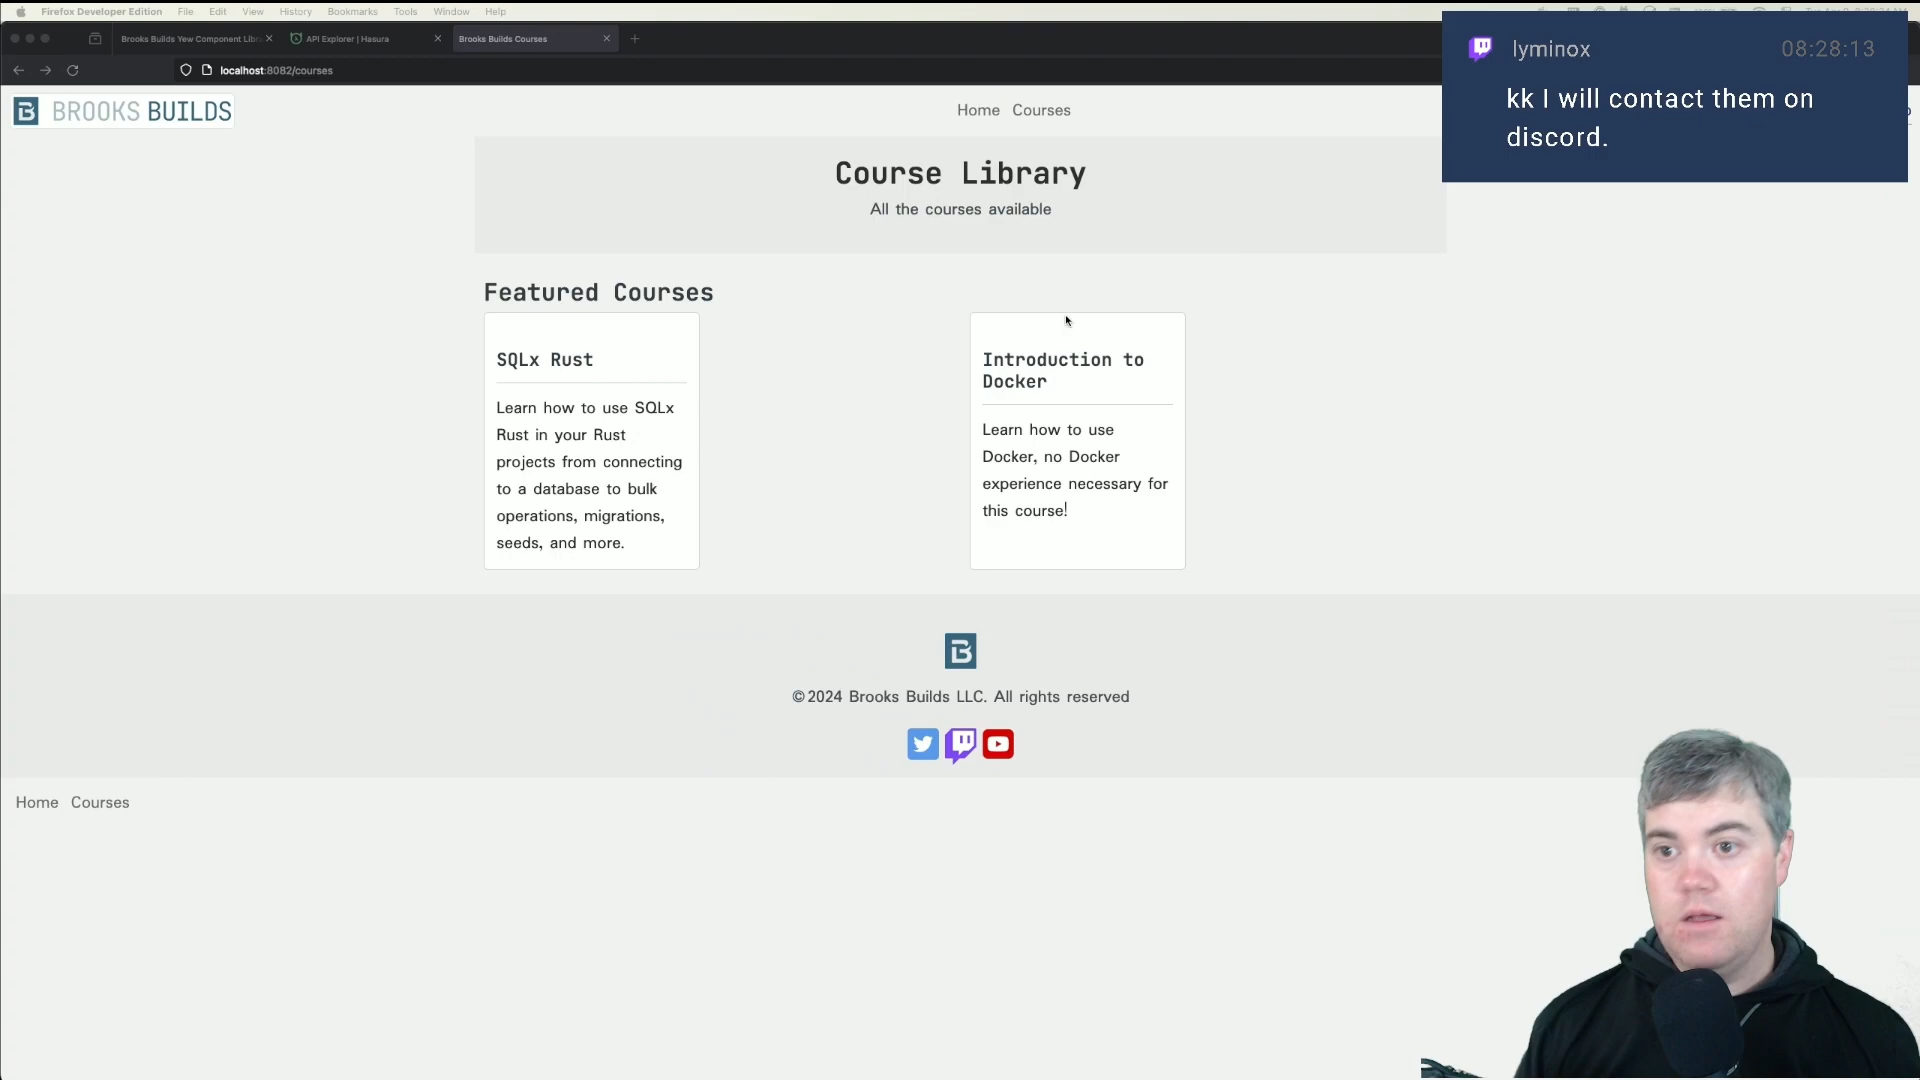 Firefox Developer Edition File Edit View History Bookmarks Tools Window Help
Brooks Builds Yew Component Libr API Explorer | Hasura Brooks Builds Courses
localhost:8082/courses
lyminox 08:28:13
kk I will contact them on
discord.
BROOKS BUILDS
Home Courses
Course Library
All the courses available
Featured Courses
SQLx Rust
Learn how to use SQLx
Rust in your Rust
projects from connecting
to a database to bulk
operations, migrations,
seeds, and more.
Introduction to
Docker
Learn how to use
Docker, no Docker
experience necessary for
this course!
©2024 Brooks Builds LLC. All rights reserved
Home Courses